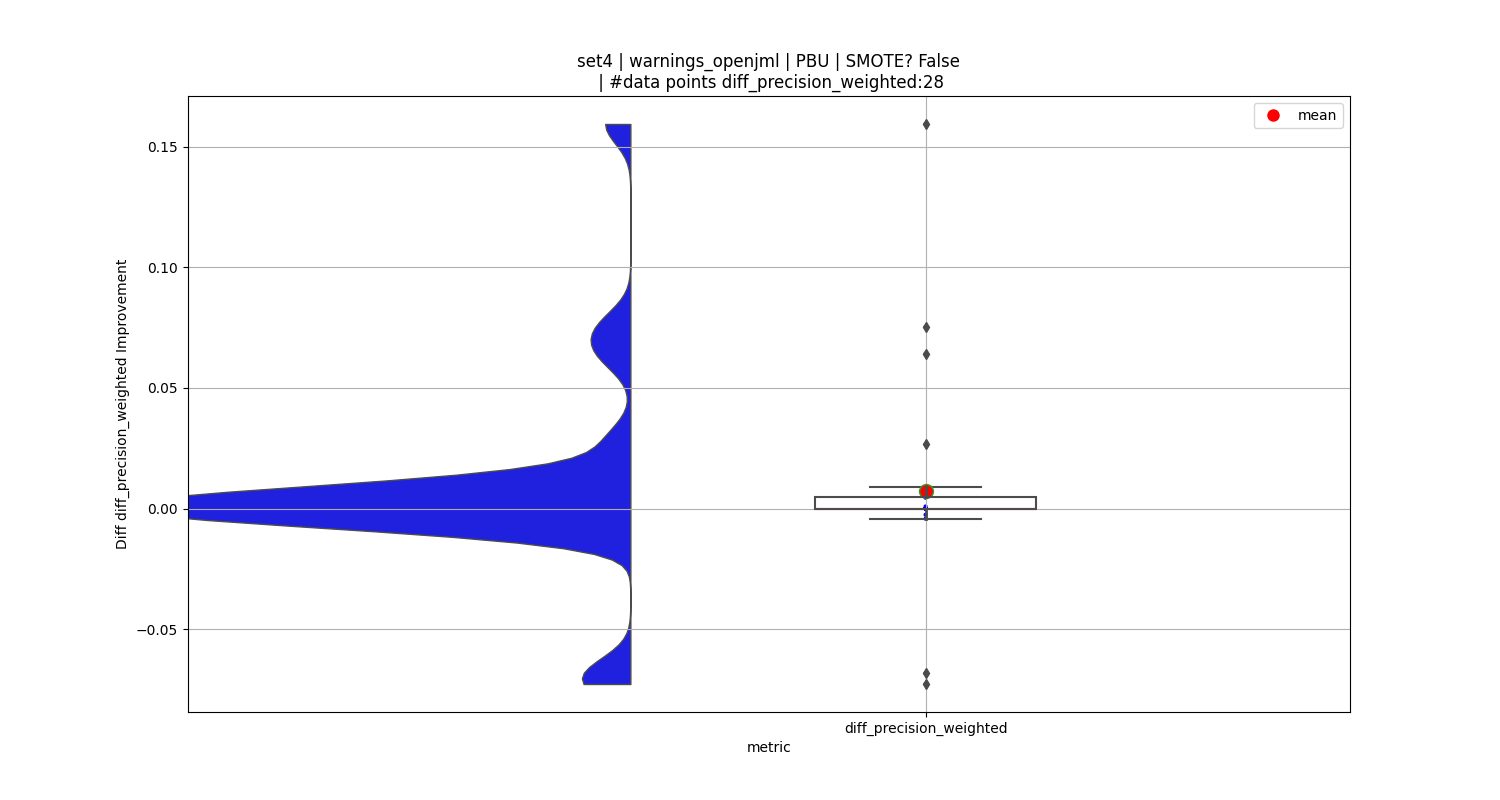 set4 | warnings_openjml | PBU | SMOTE? False
| #data points diff_precision_weighted:28
mean
0.15
0.10
0.05
0.00
−0.05
Diff diff_precision_weighted Improvement
diff_precision_weighted
metric